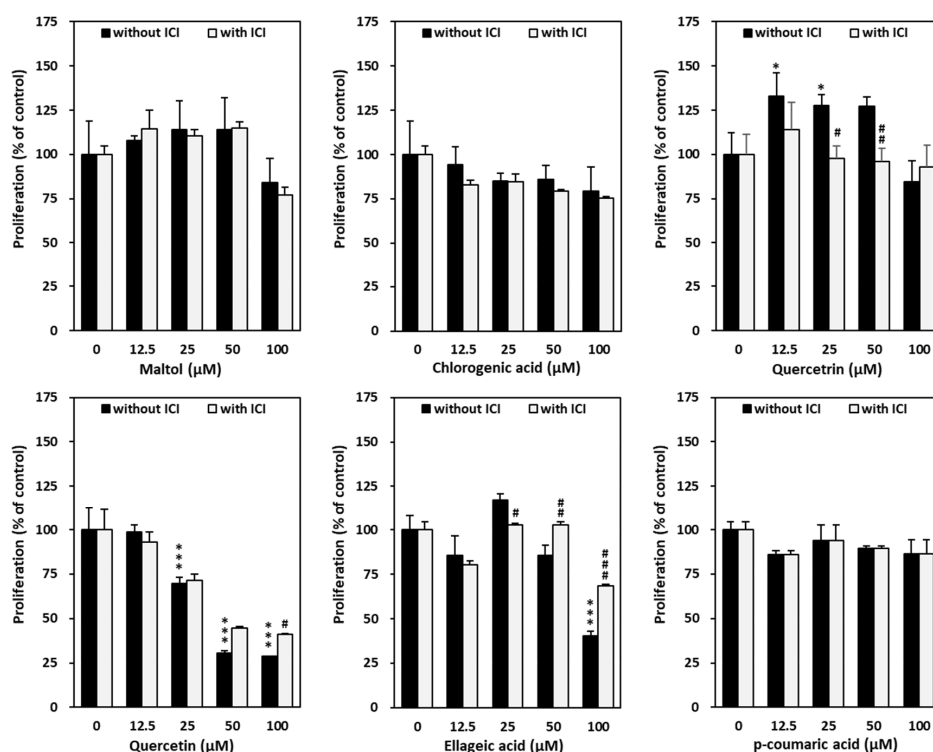 175
150
125
100
75
50
25
0
Proliferation (% of control)
without ICI with ICI
0 12.5 25 50 100
Maltol (µM)
175
150
125
100
75
50
25
0
Proliferation (% of control)
without ICI with ICI
0 12.5 25 50 100
Chlorogenic acid (µM)
175
150
125
100
75
50
25
0
Proliferation (% of control)
without ICI with ICI
* * # ##
0 12.5 25 50 100
Quercetrin (µM)
175
150
125
100
75
50
25
0
Proliferation (% of control)
without ICI with ICI
*** *** *** #
0 12.5 25 50 100
Quercetin (µM)
175
150
125
100
75
50
25
0
Proliferation (% of control)
without ICI with ICI
# ## *** ###
0 12.5 25 50 100
Ellageic acid (µM)
175
150
125
100
75
50
25
0
Proliferation (% of control)
without ICI with ICI
0 12.5 25 50 100
p-coumaric acid (µM)